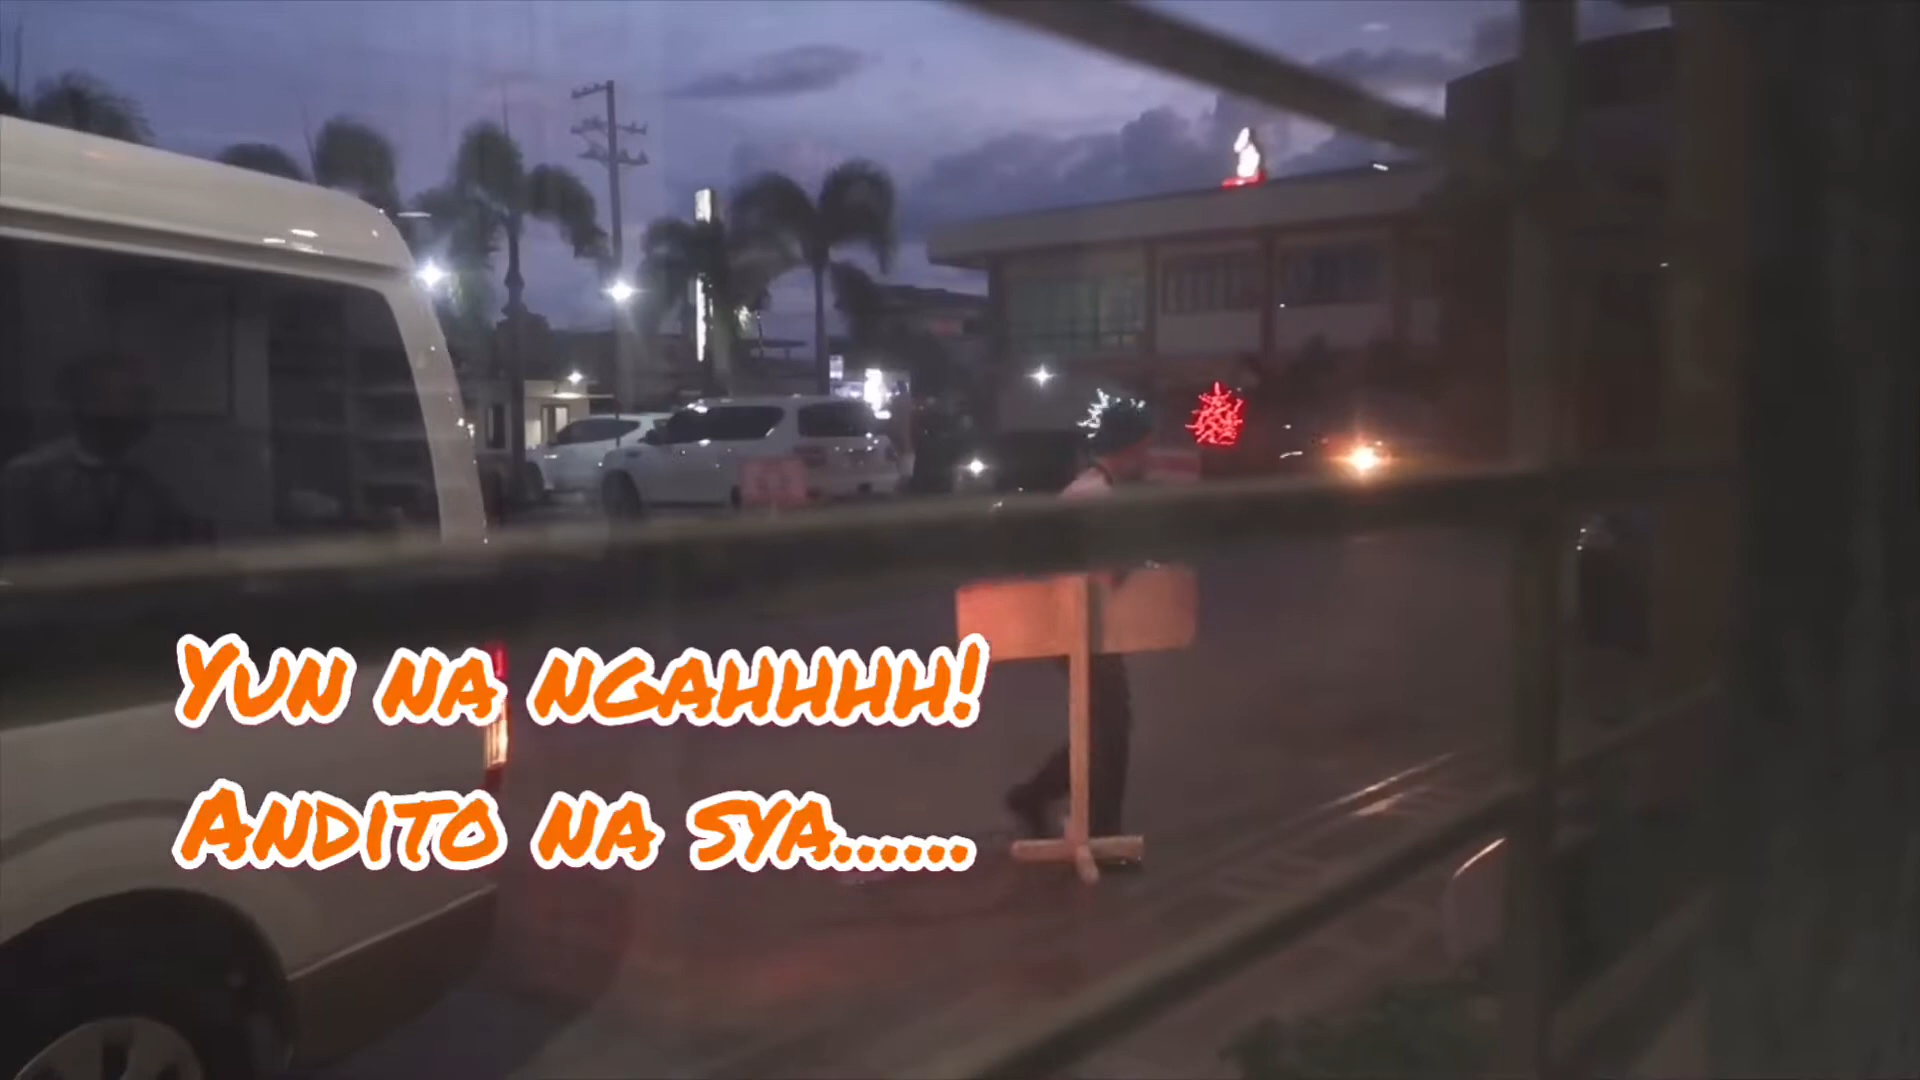 Yun na ngahhhh!
Andito na sya......